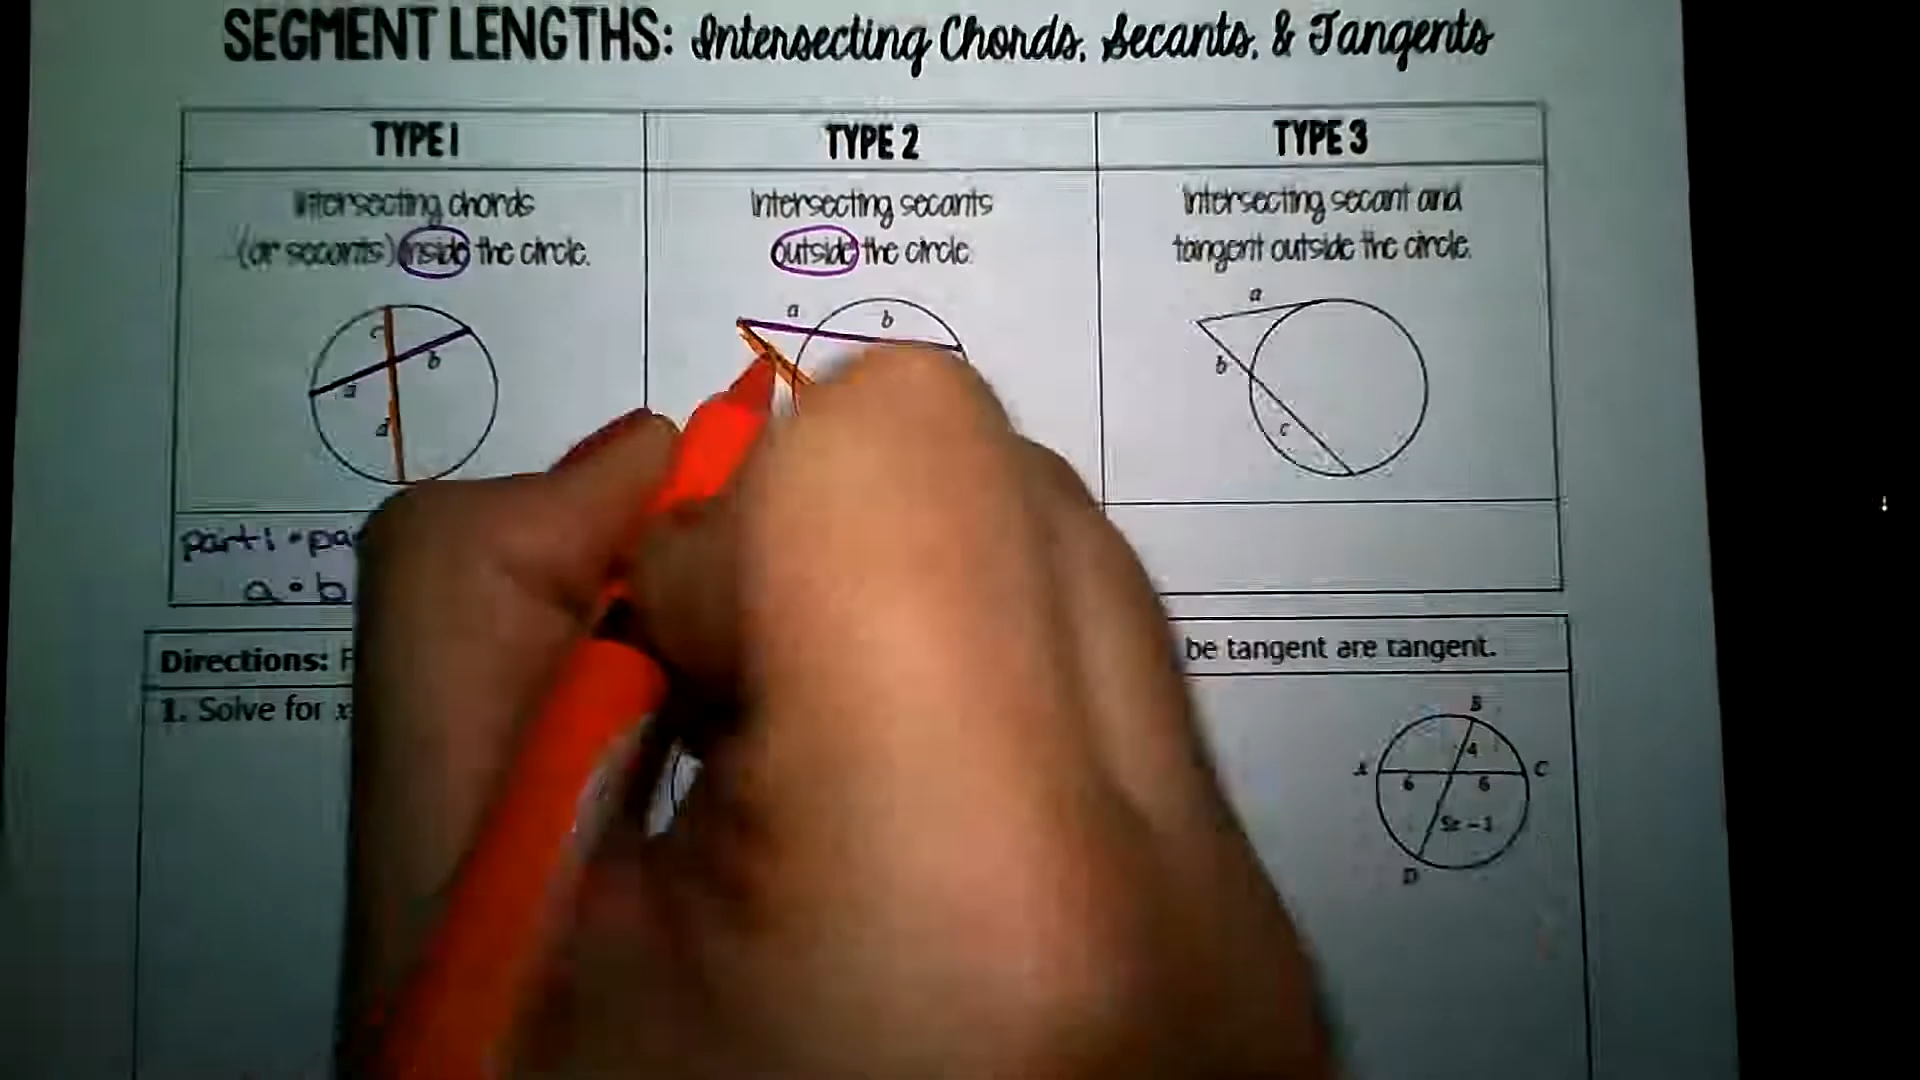 SEGMENT LENGTHS: Intersecting Chords, Secants, & Tangents
TYPE 1
TYPE 2
TYPE 3
Intersecting chords
(or secants) inside the circle.
Intersecting secants
outside the circle.
Intersecting secant and
tangent outside the circle.
c
b
a
d
a
b
a
b
c
part 1 •
a • b
Directions:
be tangent are tangent.
1. Solve for x
B
4
A
C
6
6
D